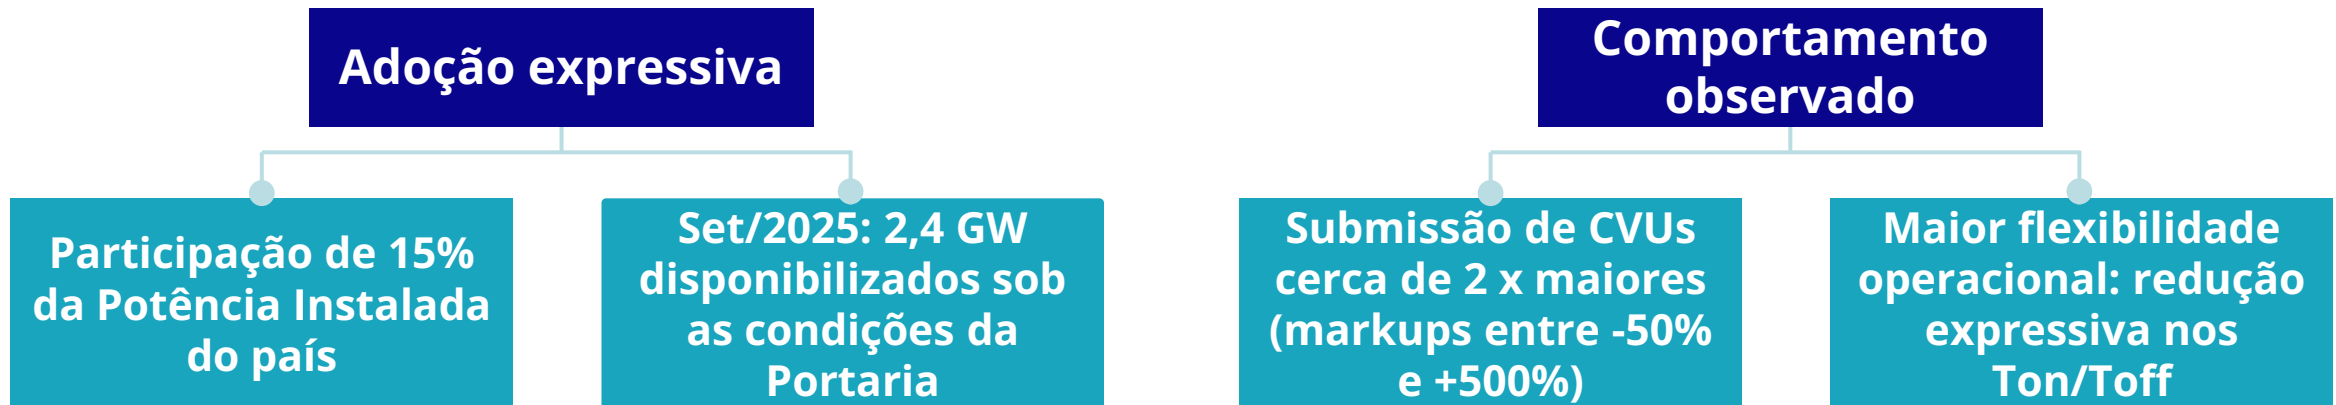 Adoção expressiva
Participação de 15%
da Potência Instalada
do país
Set/2025: 2,4 GW
disponibilizados sob
as condições da
Portaria
Comportamento
observado
Submissão de CVUs
cerca de 2 x maiores
(markups entre -50%
e +500%)
Maior flexibilidade
operacional: redução
expressiva nos
Ton/Toff